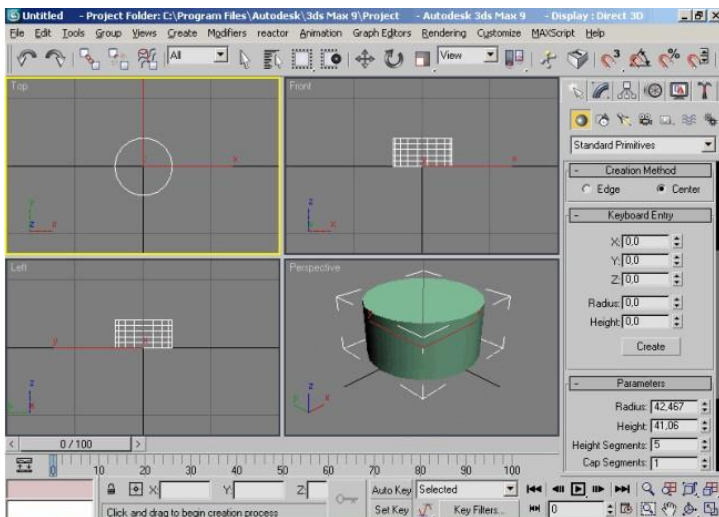 Untitled - Project Folder: C:\Program Files\Autodesk\3ds Max 9\Project - Autodesk 3ds Max 9 - Display : Direct 3D
File Edit Tools Group Views Create Modifiers reactor Animation Graph Editors Rendering Customize MAXScript Help
All View
Top
Front
Left
Perspective
Standard Primitives
- Creation Method
Edge Center
- Keyboard Entry
X: 0,0
Y: 0,0
Z: 0,0
Radius: 0,0
Height: 0,0
Create
- Parameters
Radius: 42,467
Height: 41,06
Height Segments: 5
Cap Segments: 1
< 0 / 100 >
0 10 20 30 40 50 60 70 80 90 100
X: Y: Z: Auto Key Selected
Click and drag to begin creation process Set Key Key Filters... 0